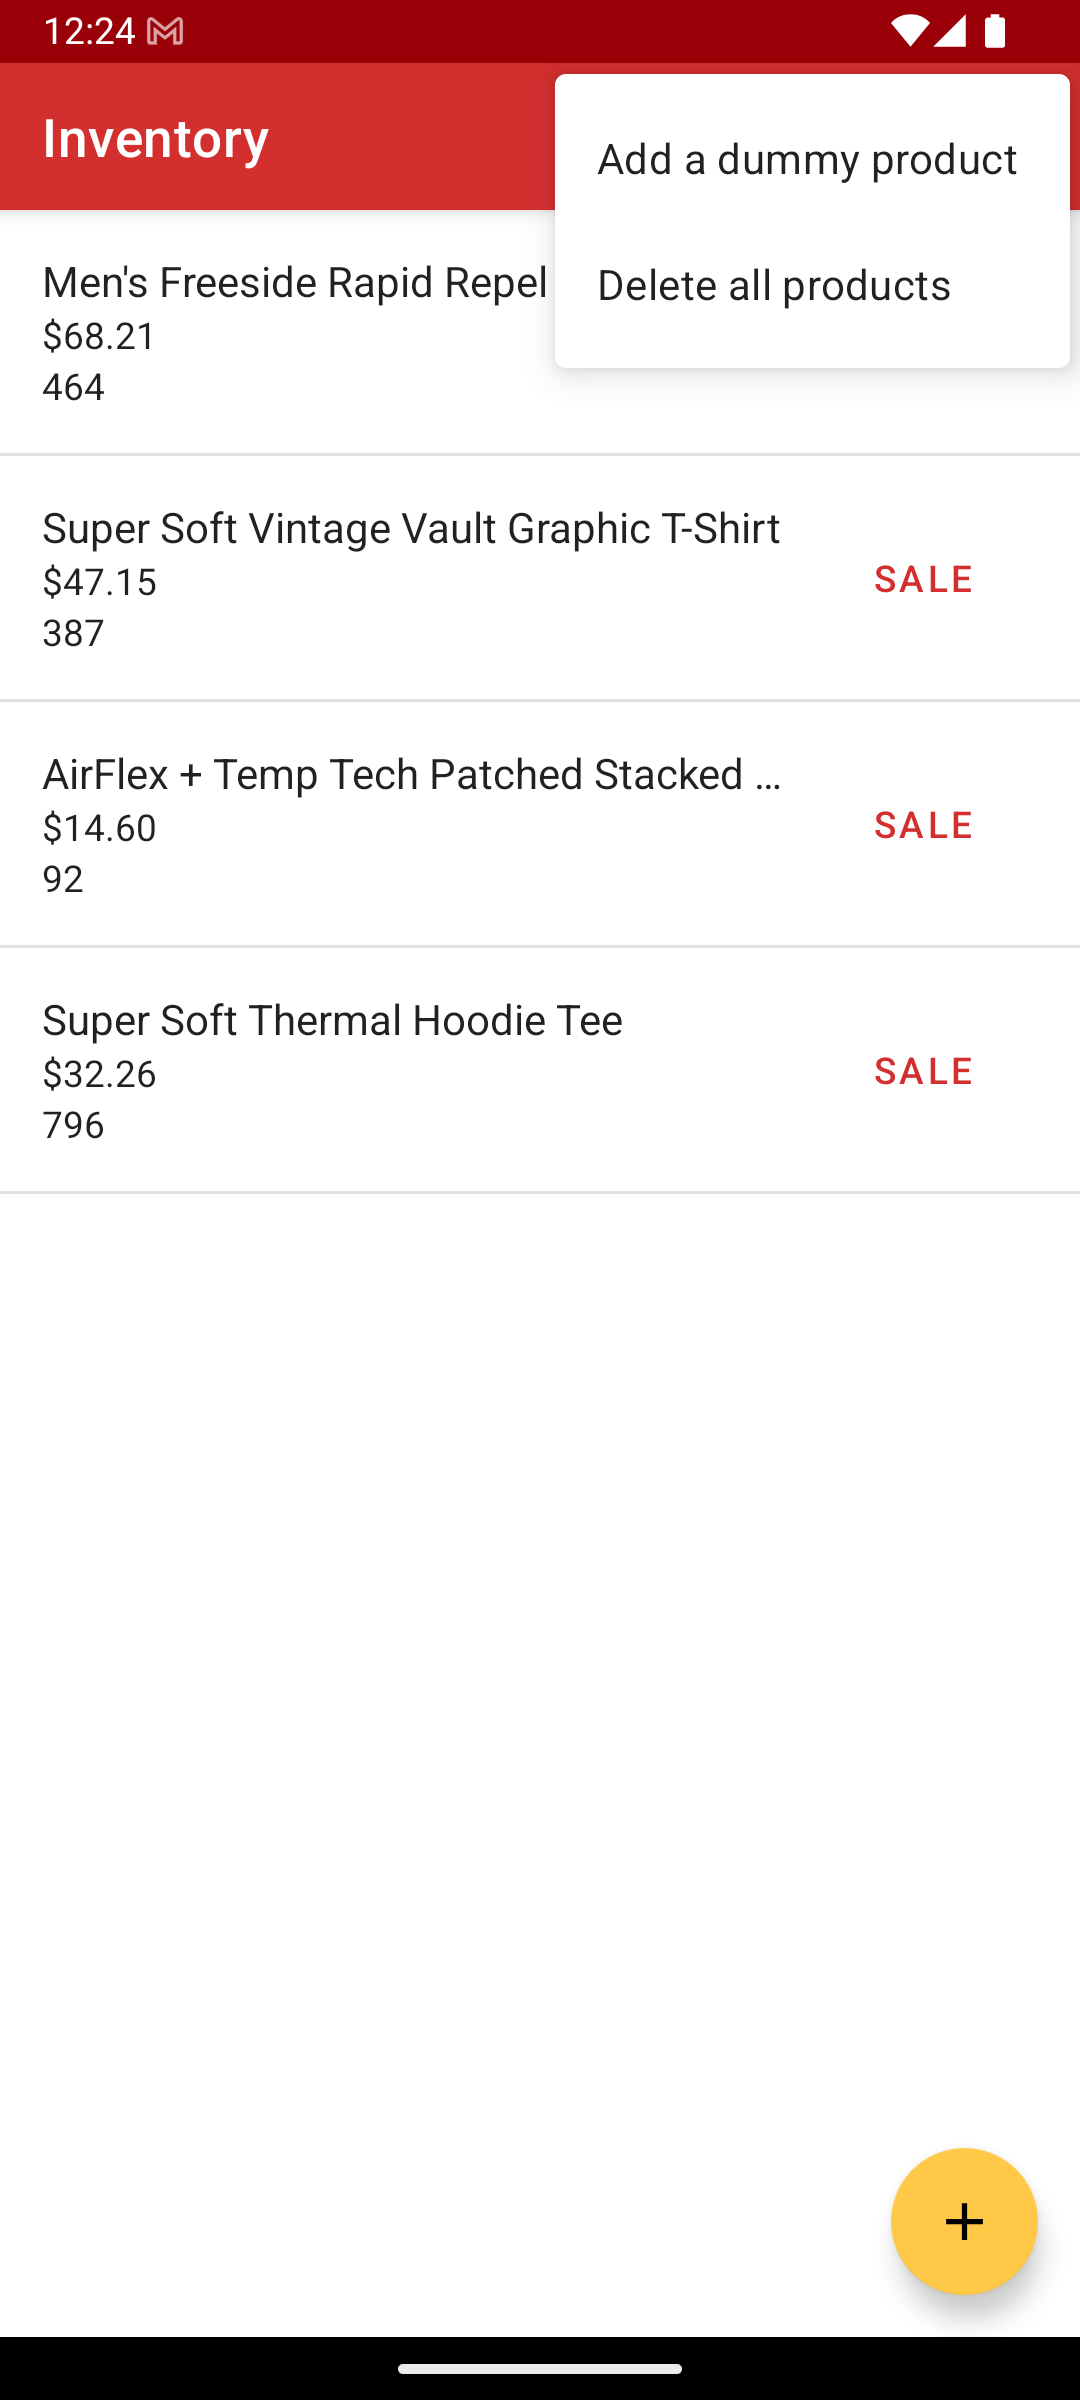 12:24
Inventory
Add a dummy product
Delete all products
Men's Freeside Rapid Repel
$68.21
464
Super Soft Vintage Vault Graphic T-Shirt
$47.15
387
SALE
AirFlex + Temp Tech Patched Stacked ...
$14.60
92
SALE
Super Soft Thermal Hoodie Tee
$32.26
796
SALE